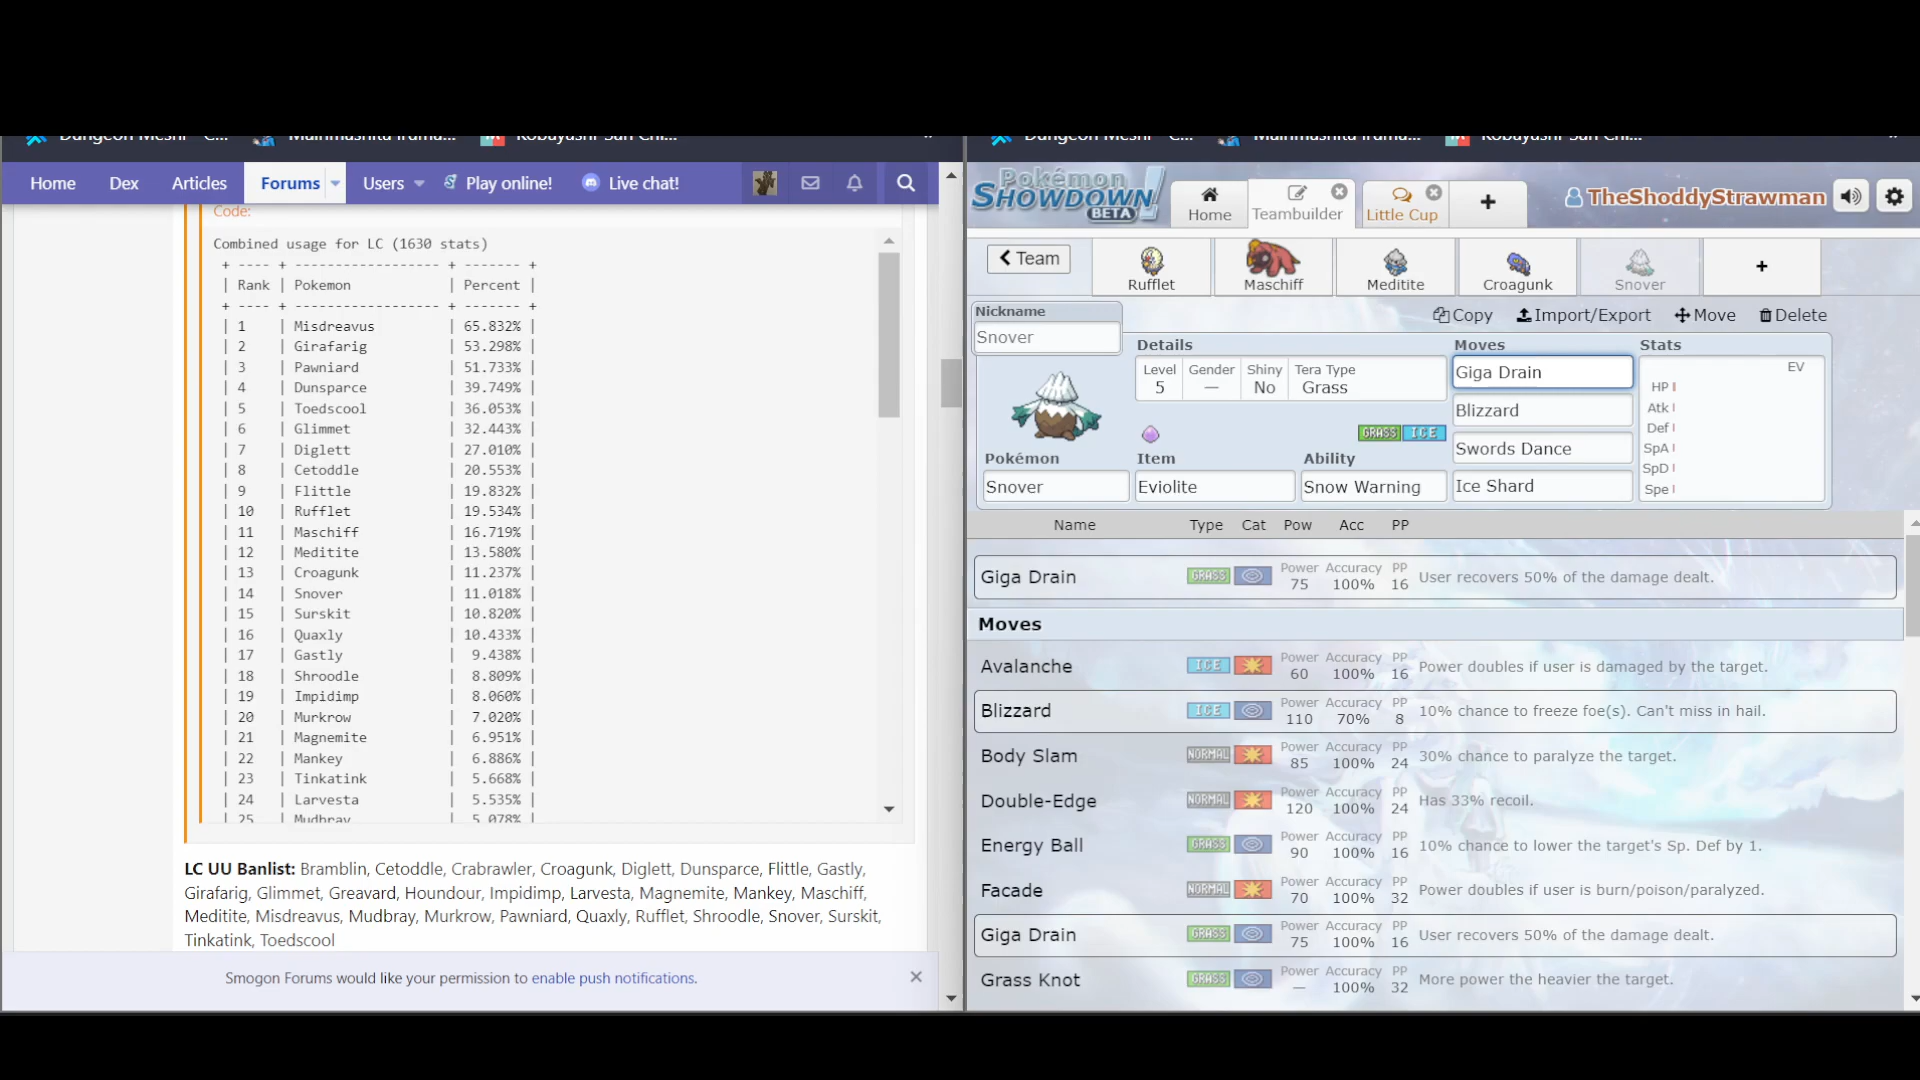 Dungeon Meshi - C... Mairimashita Iruma... Kobayashi-San Chi...
Home Dex Articles Forums Users Play online! Live chat!
Code:
Combined usage for LC (1630 stats)
+ ---- + ------------------ + ------- +
| Rank | Pokemon | Percent |
+ ---- + ------------------ + ------- +
| 1 | Misdreavus | 65.832% |
| 2 | Girafarig | 53.298% |
| 3 | Pawniard | 51.733% |
| 4 | Dunsparce | 39.749% |
| 5 | Toedscool | 36.053% |
| 6 | Glimmet | 32.443% |
| 7 | Diglett | 27.010% |
| 8 | Cetoddle | 20.553% |
| 9 | Flittle | 19.832% |
| 10 | Rufflet | 19.534% |
| 11 | Maschiff | 16.719% |
| 12 | Meditite | 13.580% |
| 13 | Croagunk | 11.237% |
| 14 | Snover | 11.018% |
| 15 | Surskit | 10.820% |
| 16 | Quaxly | 10.433% |
| 17 | Gastly | 9.438% |
| 18 | Shroodle | 8.809% |
| 19 | Impidimp | 8.060% |
| 20 | Murkrow | 7.020% |
| 21 | Magnemite | 6.951% |
| 22 | Mankey | 6.886% |
| 23 | Tinkatink | 5.668% |
| 24 | Larvesta | 5.535% |
| 25 | Mudbray | 5.078% |
LC UU Banlist: Bramblin, Cetoddle, Crabrawler, Croagunk, Diglett, Dunsparce, Flittle, Gastly,
Girafarig, Glimmet, Greavard, Houndour, Impidimp, Larvesta, Magnemite, Mankey, Maschiff,
Meditite, Misdreavus, Mudbray, Murkrow, Pawniard, Quaxly, Rufflet, Shroodle, Snover, Surskit,
Tinkatink, Toedscool
Smogon Forums would like your permission to enable push notifications.
Dungeon Meshi - C... Mairimashita Iruma... Kobayashi-San Chi...
Pokémon
SHOWDOWN!
BETA
Home Teambuilder Little Cup + TheShoddyStrawman
Team Rufflet Maschiff Meditite Croagunk Snover +
Nickname
Snover
Copy Import/Export Move Delete
Details Moves Stats
Level Gender Shiny Tera Type
5 — No Grass
Giga Drain
EV
HP
Blizzard
Atk
Def
GRASS ICE
Swords Dance
SpA
Pokémon Item Ability
SpD
Snover Eviolite Snow Warning Ice Shard
Spe
Name Type Cat Pow Acc PP
Giga Drain GRASS Power 75 Accuracy 100% PP 16 User recovers 50% of the damage dealt.
Moves
Avalanche ICE Power 60 Accuracy 100% PP 16 Power doubles if user is damaged by the target.
Blizzard ICE Power 110 Accuracy 70% PP 8 10% chance to freeze foe(s). Can't miss in hail.
Body Slam NORMAL Power 85 Accuracy 100% PP 24 30% chance to paralyze the target.
Double-Edge NORMAL Power 120 Accuracy 100% PP 24 Has 33% recoil.
Energy Ball GRASS Power 90 Accuracy 100% PP 16 10% chance to lower the target's Sp. Def by 1.
Facade NORMAL Power 70 Accuracy 100% PP 32 Power doubles if user is burn/poison/paralyzed.
Giga Drain GRASS Power 75 Accuracy 100% PP 16 User recovers 50% of the damage dealt.
Grass Knot GRASS Power — Accuracy 100% PP 32 More power the heavier the target.